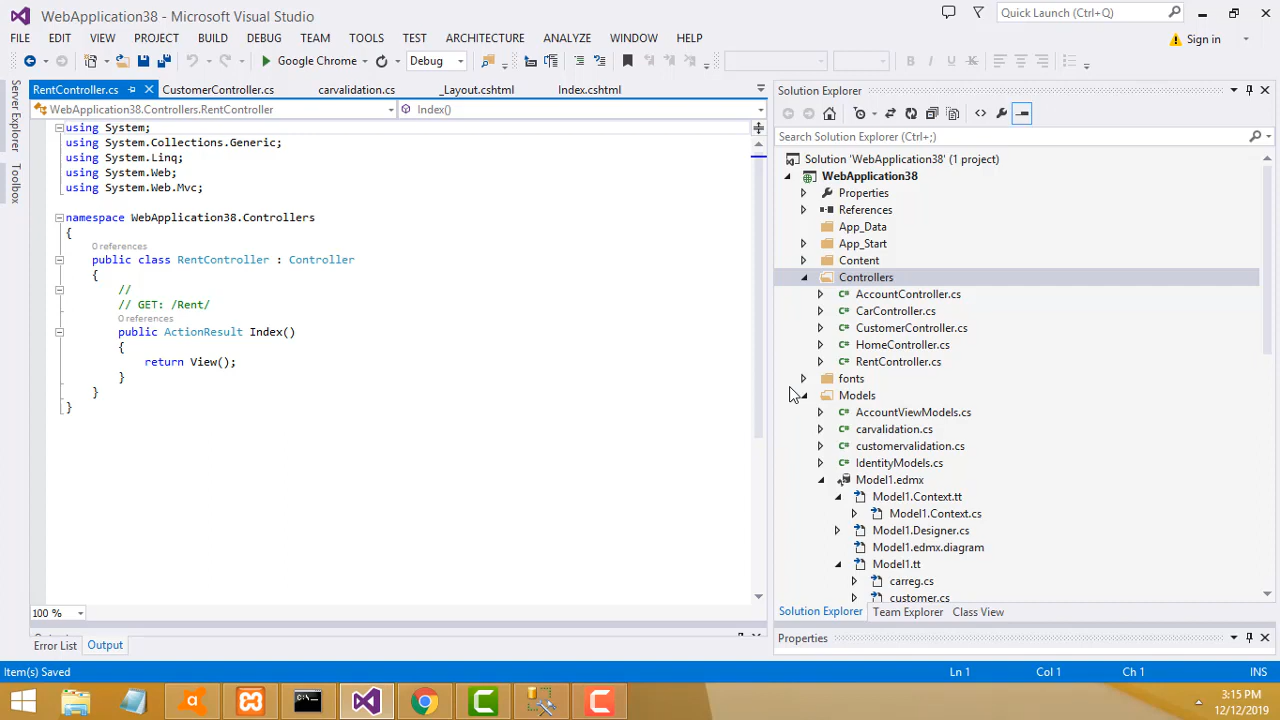 WebApplication38 - Microsoft Visual Studio
Quick Launch (Ctrl+Q)
FILE EDIT VIEW PROJECT BUILD DEBUG TEAM TOOLS TEST ARCHITECTURE ANALYZE WINDOW HELP
Sign in
Google Chrome
Debug
Server Explorer
Toolbox
RentController.cs
CustomerController.cs
carvalidation.cs
_Layout.cshtml
Index.cshtml
WebApplication38.Controllers.RentController
Index()
using System;
using System.Collections.Generic;
using System.Linq;
using System.Web;
using System.Web.Mvc;
namespace WebApplication38.Controllers
{
0 references
public class RentController : Controller
{
//
// GET: /Rent/
0 references
public ActionResult Index()
{
return View();
}
}
}
100 %
Error List
Output
Solution Explorer
Search Solution Explorer (Ctrl+;)
Solution 'WebApplication38' (1 project)
WebApplication38
Properties
References
App_Data
App_Start
Content
Controllers
AccountController.cs
CarController.cs
CustomerController.cs
HomeController.cs
RentController.cs
fonts
Models
AccountViewModels.cs
carvalidation.cs
customervalidation.cs
IdentityModels.cs
Model1.edmx
Model1.Context.tt
Model1.Context.cs
Model1.Designer.cs
Model1.edmx.diagram
Model1.tt
carreg.cs
customer.cs
Solution Explorer
Team Explorer
Class View
Properties
Item(s) Saved
Ln 1
Col 1
Ch 1
INS
3:15 PM
12/12/2019